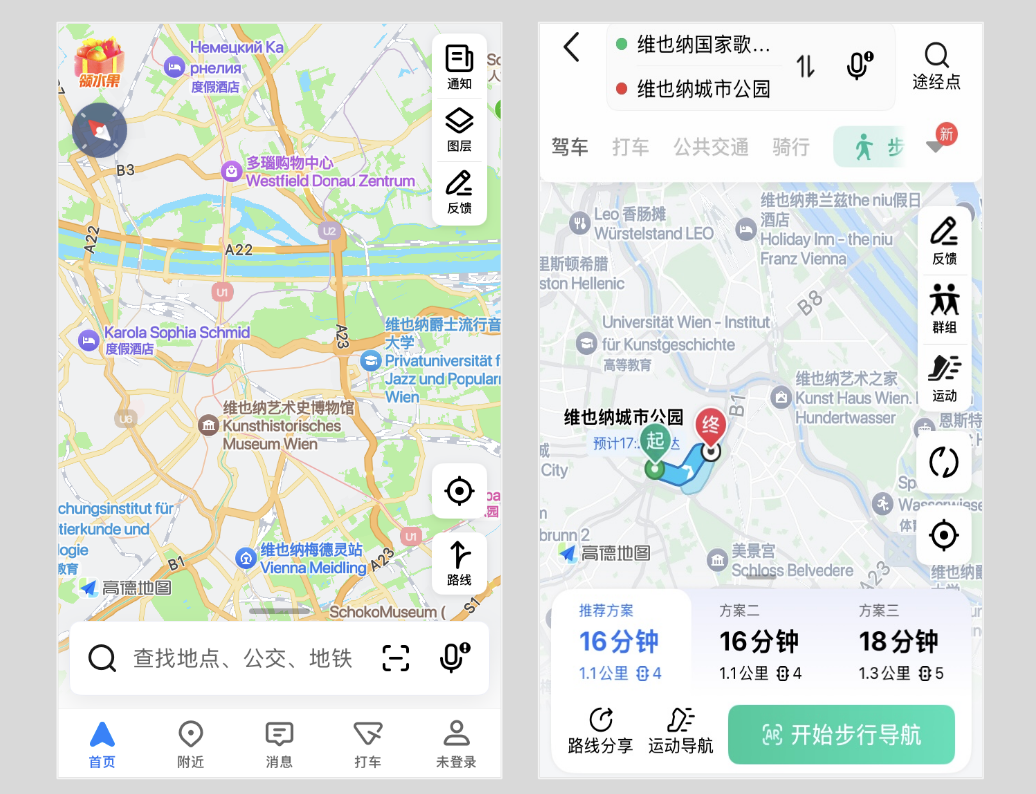 领水果
Немецкий Ка
рнелия
度假酒店
通知
图层
反馈
B3
多瑙购物中心
Westfield Donau Zentrum
A22
A22
U2
U1
A23
Karola Sophia Schmid
度假酒店
维也纳爵士流行音
大学
Privatuniversität f
Jazz und Popular
Wien
U6
维也纳艺术史博物馆
Kunsthistorisches
Museum Wien
chungsinstitut für
tierkunde und
logie
教育
U1
维也纳梅德灵站
Vienna Meidling
B1
A23
高德地图
路线
SchokoMuseum (
S1
查找地点、公交、地铁
首页
附近
消息
打车
未登录
维也纳国家歌...
维也纳城市公园
途经点
驾车
打车
公共交通
骑行
步
新
Leo 香肠摊
Würstelstand LEO
维也纳弗兰兹the niu假日
酒店
Holiday Inn - the niu
Franz Vienna
里斯顿希腊
ston Hellenic
B8
反馈
群组
运动
Universität Wien - Institut
für Kunstgeschichte
高等教育
维也纳艺术之家
Kunst Haus Wien.
Hundertwasser
B1
恩斯特
维也纳城市公园
预计17:
达
起
终
城
City
Sp
Wasserwiese
体
brunn 2
高德地图
美景宫
Schloss Belvedere
A23
维也纳爵
推荐方案
16分钟
1.1公里 4
方案二
16分钟
1.1公里 4
方案三
18分钟
1.3公里 5
路线分享
运动导航
AR
开始步行导航